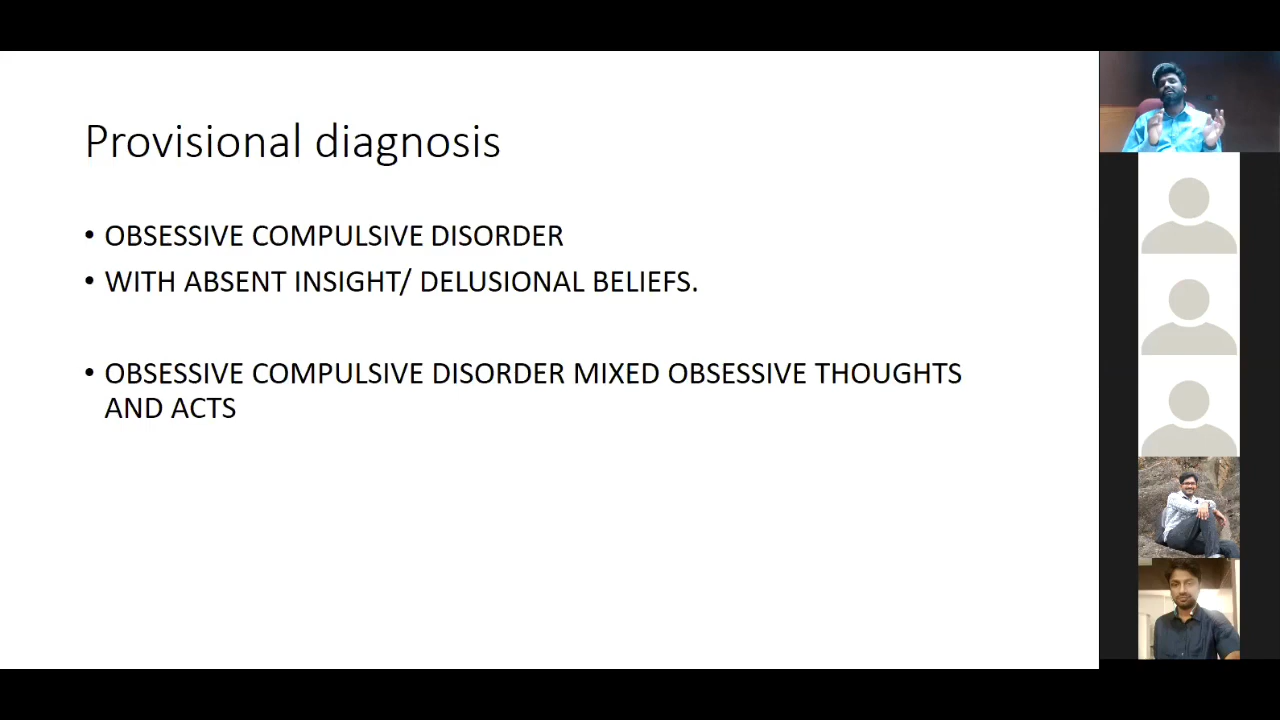 Provisional diagnosis
• OBSESSIVE COMPULSIVE DISORDER
• WITH ABSENT INSIGHT/ DELUSIONAL BELIEFS.
• OBSESSIVE COMPULSIVE DISORDER MIXED OBSESSIVE THOUGHTS
AND ACTS